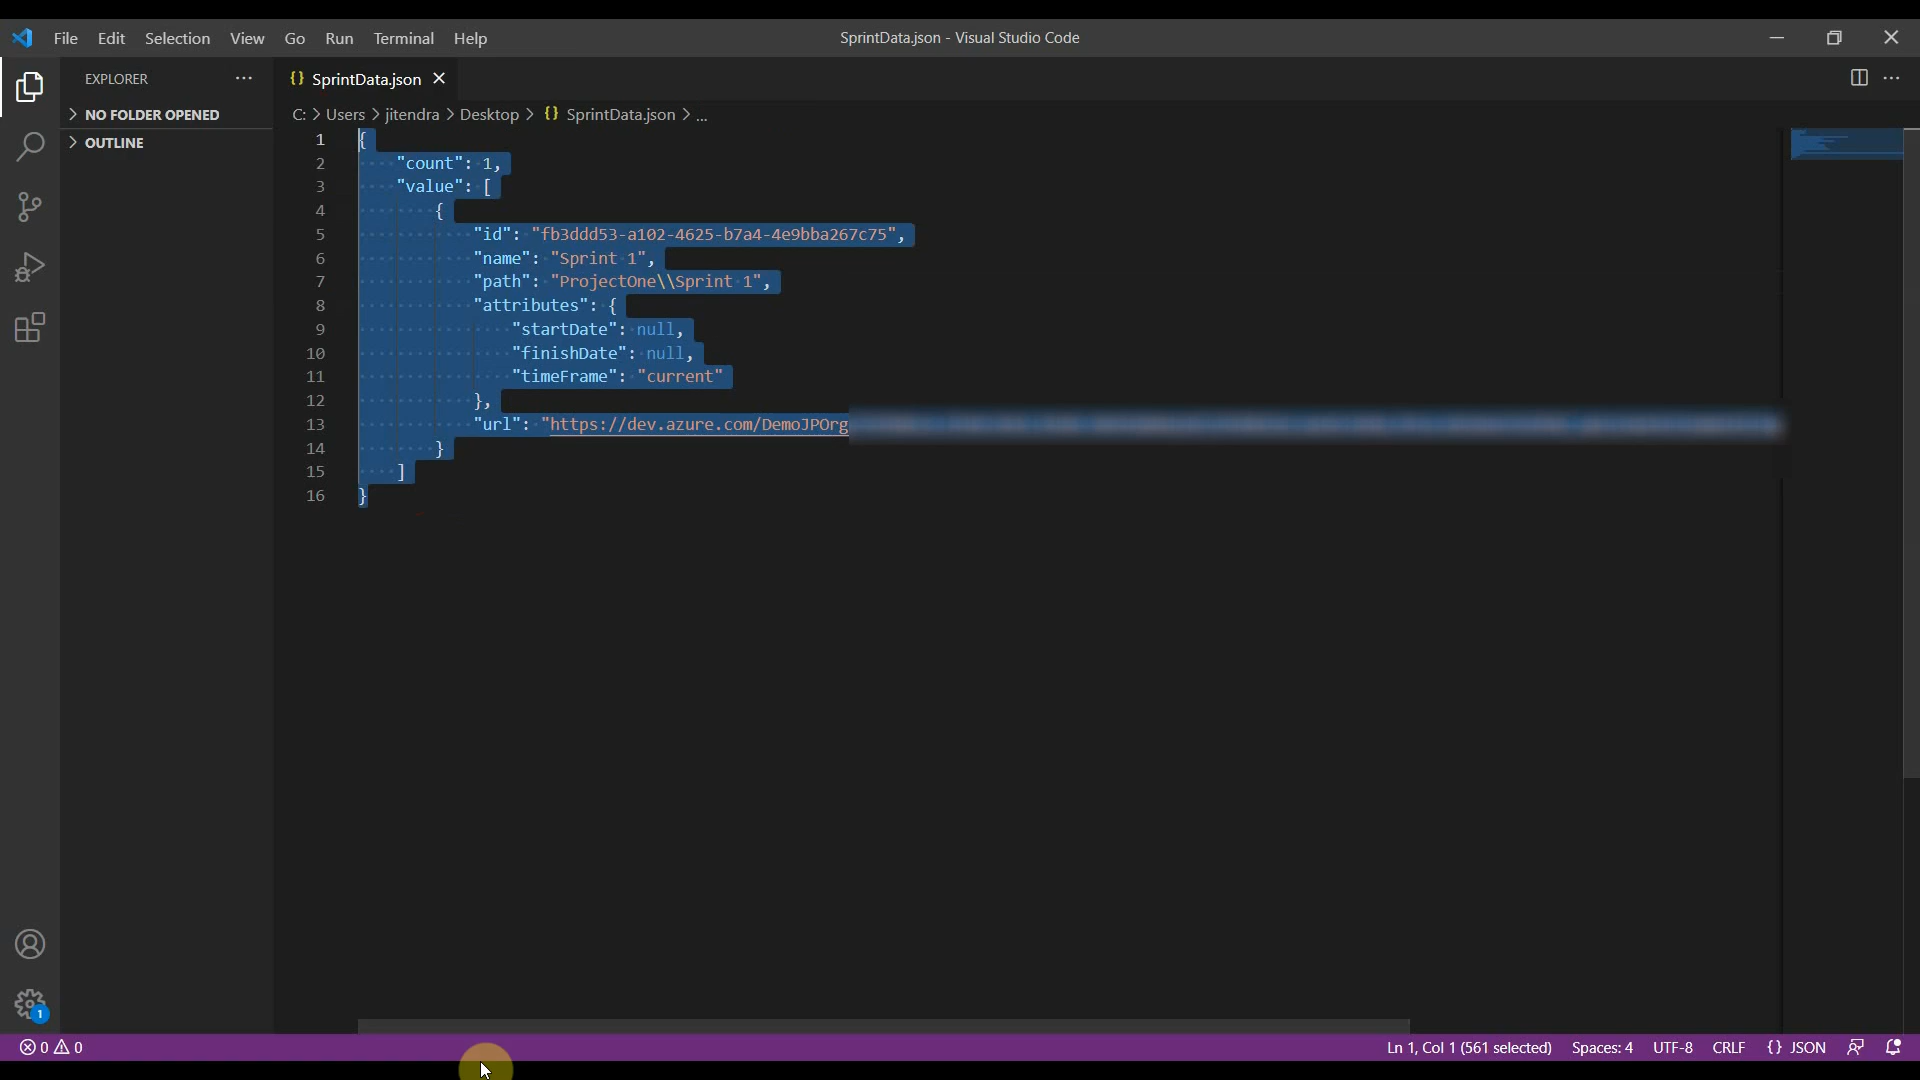 File Edit Selection View Go Run Terminal Help
SprintData.json - Visual Studio Code
EXPLORER
NO FOLDER OPENED
OUTLINE
{} SprintData.json
C: > Users > jitendra > Desktop > {} SprintData.json > ...
1 {
2 "count": 1,
3 "value": [
4 {
5 "id": "fb3ddd53-a102-4625-b7a4-4e9bba267c75",
6 "name": "Sprint 1",
7 "path": "ProjectOne\\Sprint 1",
8 "attributes": {
9 "startDate": null,
10 "finishDate": null,
11 "timeFrame": "current"
12 },
13 "url": "https://dev.azure.com/DemoJPOrg
14 }
15 ]
16 }
1
0 0
Ln 1, Col 1 (561 selected) Spaces: 4 UTF-8 CRLF {} JSON